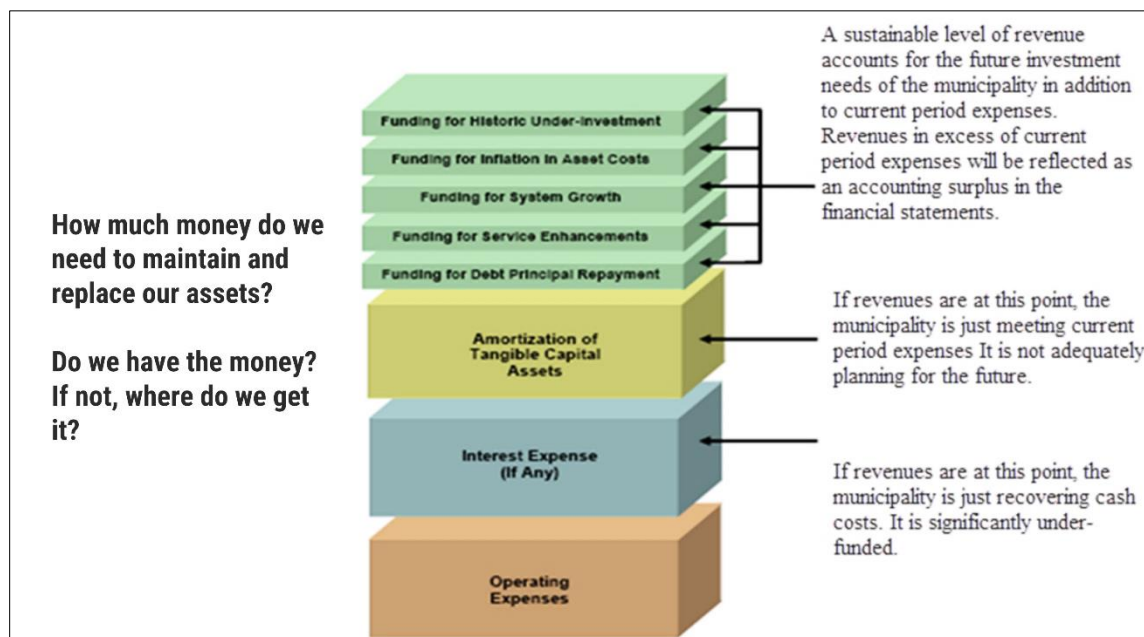 How much money do we
need to maintain and
replace our assets?
Do we have the money?
If not, where do we get
it?
Funding for Historic Under-Investment
Funding for Inflation in Asset Costs
Funding for System Growth
Funding for Service Enhancements
Funding for Debt Principal Repayment
Amortization of
Tangible Capital
Assets
Interest Expense
(If Any)
Operating
Expenses
A sustainable level of revenue
accounts for the future investment
needs of the municipality in addition
to current period expenses.
Revenues in excess of current
period expenses will be reflected as
an accounting surplus in the
financial statements.
If revenues are at this point, the
municipality is just meeting current
period expenses It is not adequately
planning for the future.
If revenues are at this point, the
municipality is just recovering cash
costs. It is significantly under-
funded.